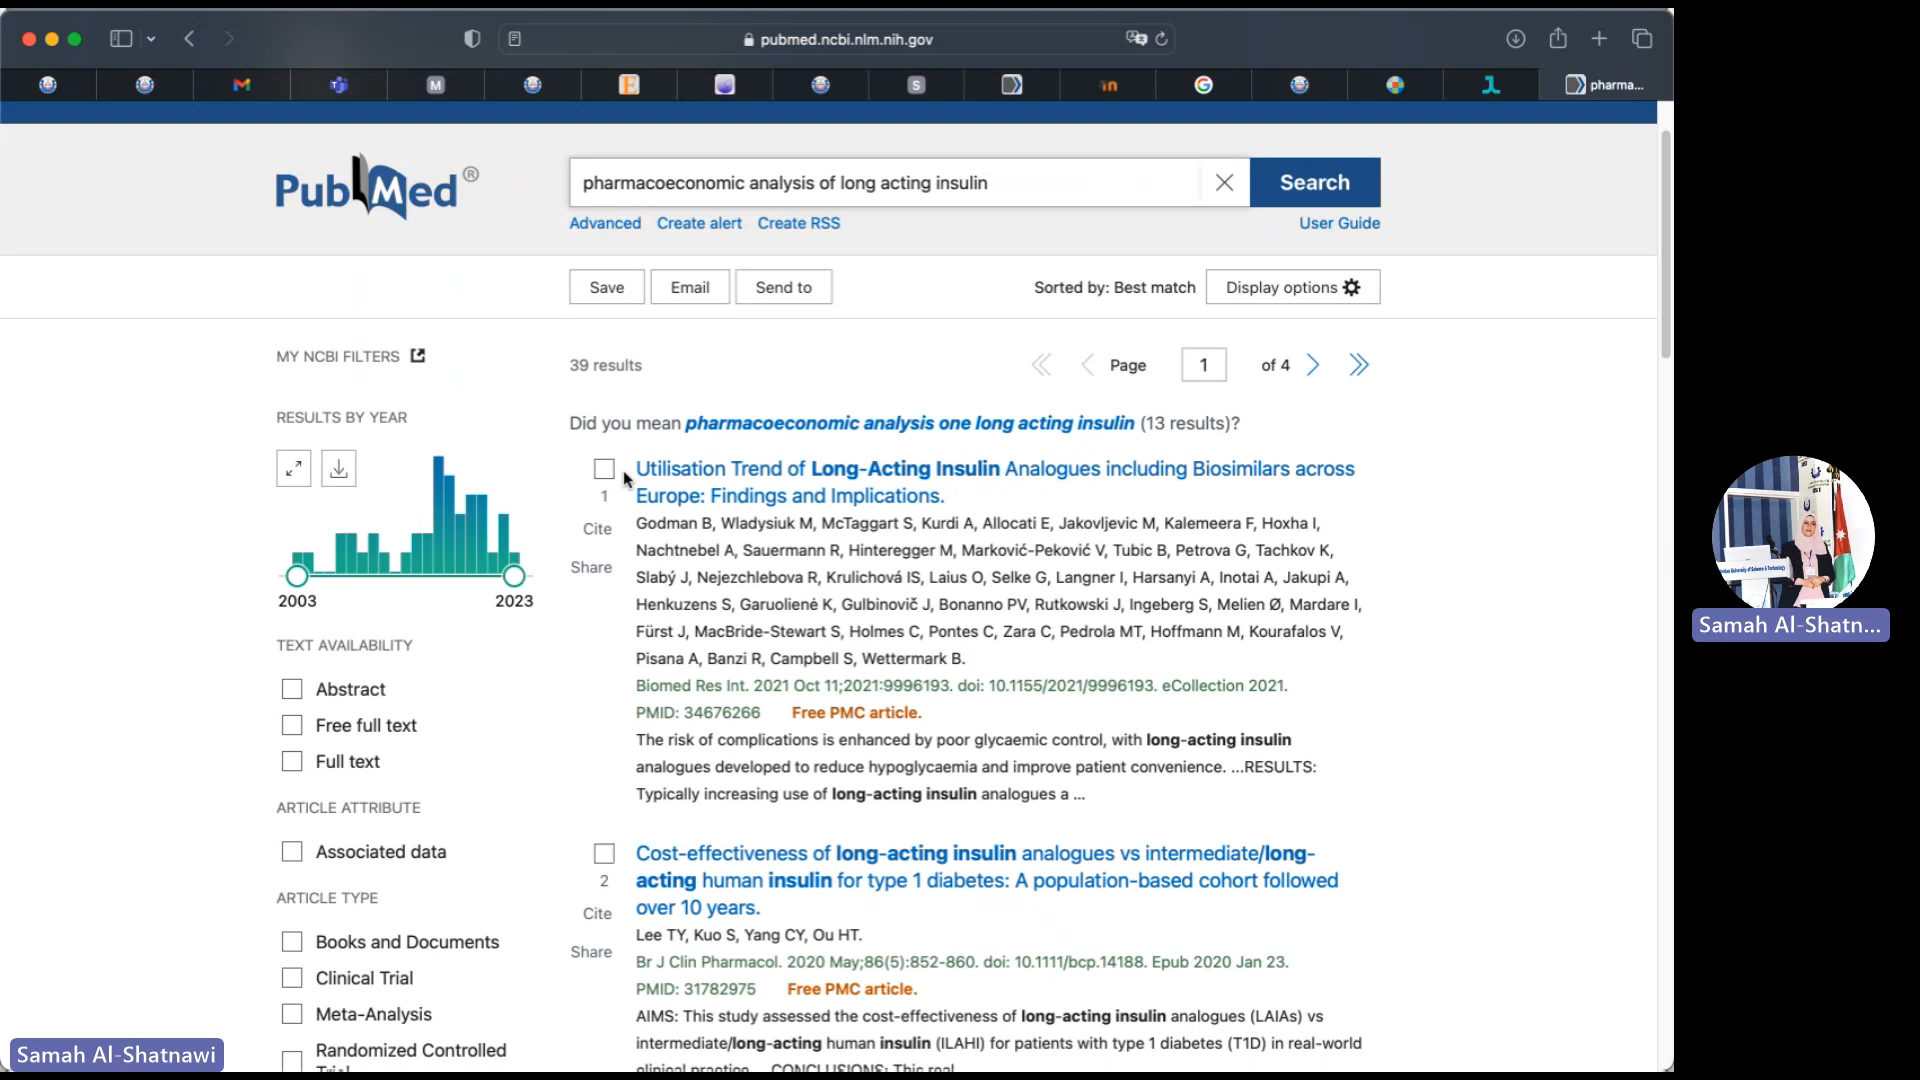 pubmed.ncbi.nlm.nih.gov
M
S
pharma...
PubMed®
pharmacoeconomic analysis of long acting insulin
Search
Advanced
Create alert
Create RSS
User Guide
Save
Email
Send to
Sorted by: Best match
Display options
MY NCBI FILTERS
39 results
Page
1
of 4
RESULTS BY YEAR
2003
2023
Did you mean pharmacoeconomic analysis one long acting insulin (13 results)?
Utilisation Trend of Long-Acting Insulin Analogues including Biosimilars across
Europe: Findings and Implications.
1
Cite
Share
Godman B, Wladysiuk M, McTaggart S, Kurdi A, Allocati E, Jakovljevic M, Kalemeera F, Hoxha I,
Nachtnebel A, Sauermann R, Hinteregger M, Marković-Peković V, Tubic B, Petrova G, Tachkov K,
Slabý J, Nejezchlebova R, Krulichová IS, Laius O, Selke G, Langner I, Harsanyi A, Inotai A, Jakupi A,
Henkuzens S, Garuolienė K, Gulbinovič J, Bonanno PV, Rutkowski J, Ingeberg S, Melien Ø, Mardare I,
Fürst J, MacBride-Stewart S, Holmes C, Pontes C, Zara C, Pedrola MT, Hoffmann M, Kourafalos V,
Pisana A, Banzi R, Campbell S, Wettermark B.
Biomed Res Int. 2021 Oct 11;2021:9996193. doi: 10.1155/2021/9996193. eCollection 2021.
PMID: 34676266 Free PMC article.
The risk of complications is enhanced by poor glycaemic control, with long-acting insulin
analogues developed to reduce hypoglycaemia and improve patient convenience. ...RESULTS:
Typically increasing use of long-acting insulin analogues a ...
TEXT AVAILABILITY
Abstract
Free full text
Full text
ARTICLE ATTRIBUTE
Associated data
ARTICLE TYPE
Books and Documents
Clinical Trial
Meta-Analysis
Randomized Controlled
Trial
Cost-effectiveness of long-acting insulin analogues vs intermediate/long-
acting human insulin for type 1 diabetes: A population-based cohort followed
over 10 years.
2
Cite
Share
Lee TY, Kuo S, Yang CY, Ou HT.
Br J Clin Pharmacol. 2020 May;86(5):852-860. doi: 10.1111/bcp.14188. Epub 2020 Jan 23.
PMID: 31782975 Free PMC article.
AIMS: This study assessed the cost-effectiveness of long-acting insulin analogues (LAIAs) vs
intermediate/long-acting human insulin (ILAHI) for patients with type 1 diabetes (T1D) in real-world
clinical practice. ...CONCLUSIONS: This real
Samah Al-Shatnawi
Samah Al-Shatn...